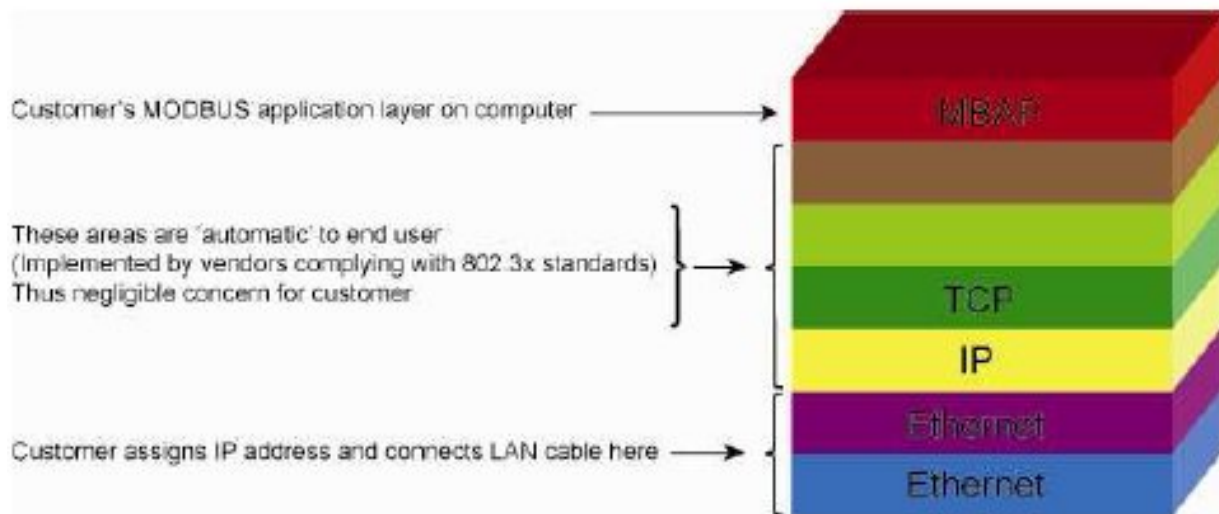 Customer's MODBUS application layer on computer
MBAP
These areas are 'automatic' to end user
(Implemented by vendors complying with 802.3x standards)
Thus negligible concern for customer
TCP
IP
Ethernet
Customer assigns IP address and connects LAN cable here
Ethernet